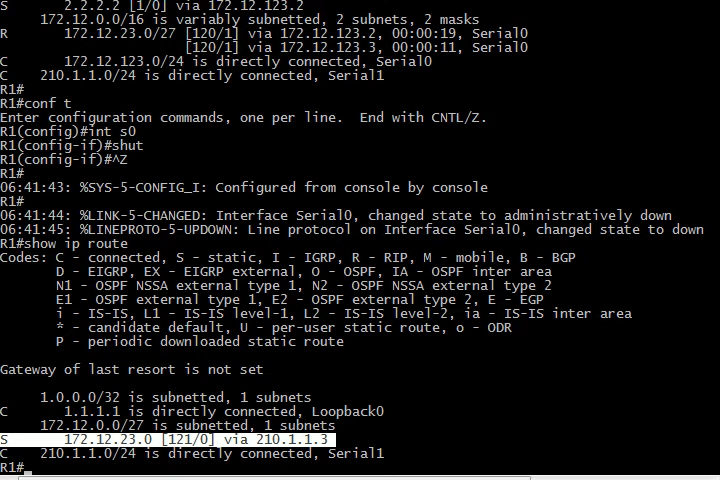 S       2.2.2.2 [1/0] via 172.12.123.2
     172.12.0.0/16 is variably subnetted, 2 subnets, 2 masks
R       172.12.23.0/27 [120/1] via 172.12.123.2, 00:00:19, Serial0
                       [120/1] via 172.12.123.3, 00:00:11, Serial0
C       172.12.123.0/24 is directly connected, Serial0
C    210.1.1.0/24 is directly connected, Serial1
R1#
R1#conf t
Enter configuration commands, one per line.  End with CNTL/Z.
R1(config)#int s0
R1(config-if)#shut
R1(config-if)#^Z
R1#
06:41:43: %SYS-5-CONFIG_I: Configured from console by console
R1#
06:41:44: %LINK-5-CHANGED: Interface Serial0, changed state to administratively down
06:41:45: %LINEPROTO-5-UPDOWN: Line protocol on Interface Serial0, changed state to down
R1#show ip route
Codes: C - connected, S - static, I - IGRP, R - RIP, M - mobile, B - BGP
       D - EIGRP, EX - EIGRP external, O - OSPF, IA - OSPF inter area
       N1 - OSPF NSSA external type 1, N2 - OSPF NSSA external type 2
       E1 - OSPF external type 1, E2 - OSPF external type 2, E - EGP
       i - IS-IS, L1 - IS-IS level-1, L2 - IS-IS level-2, ia - IS-IS inter area
       * - candidate default, U - per-user static route, o - ODR
       P - periodic downloaded static route
Gateway of last resort is not set
     1.0.0.0/32 is subnetted, 1 subnets
C       1.1.1.1 is directly connected, Loopback0
     172.12.0.0/27 is subnetted, 1 subnets
S       172.12.23.0 [121/0] via 210.1.1.3
C    210.1.1.0/24 is directly connected, Serial1
R1#